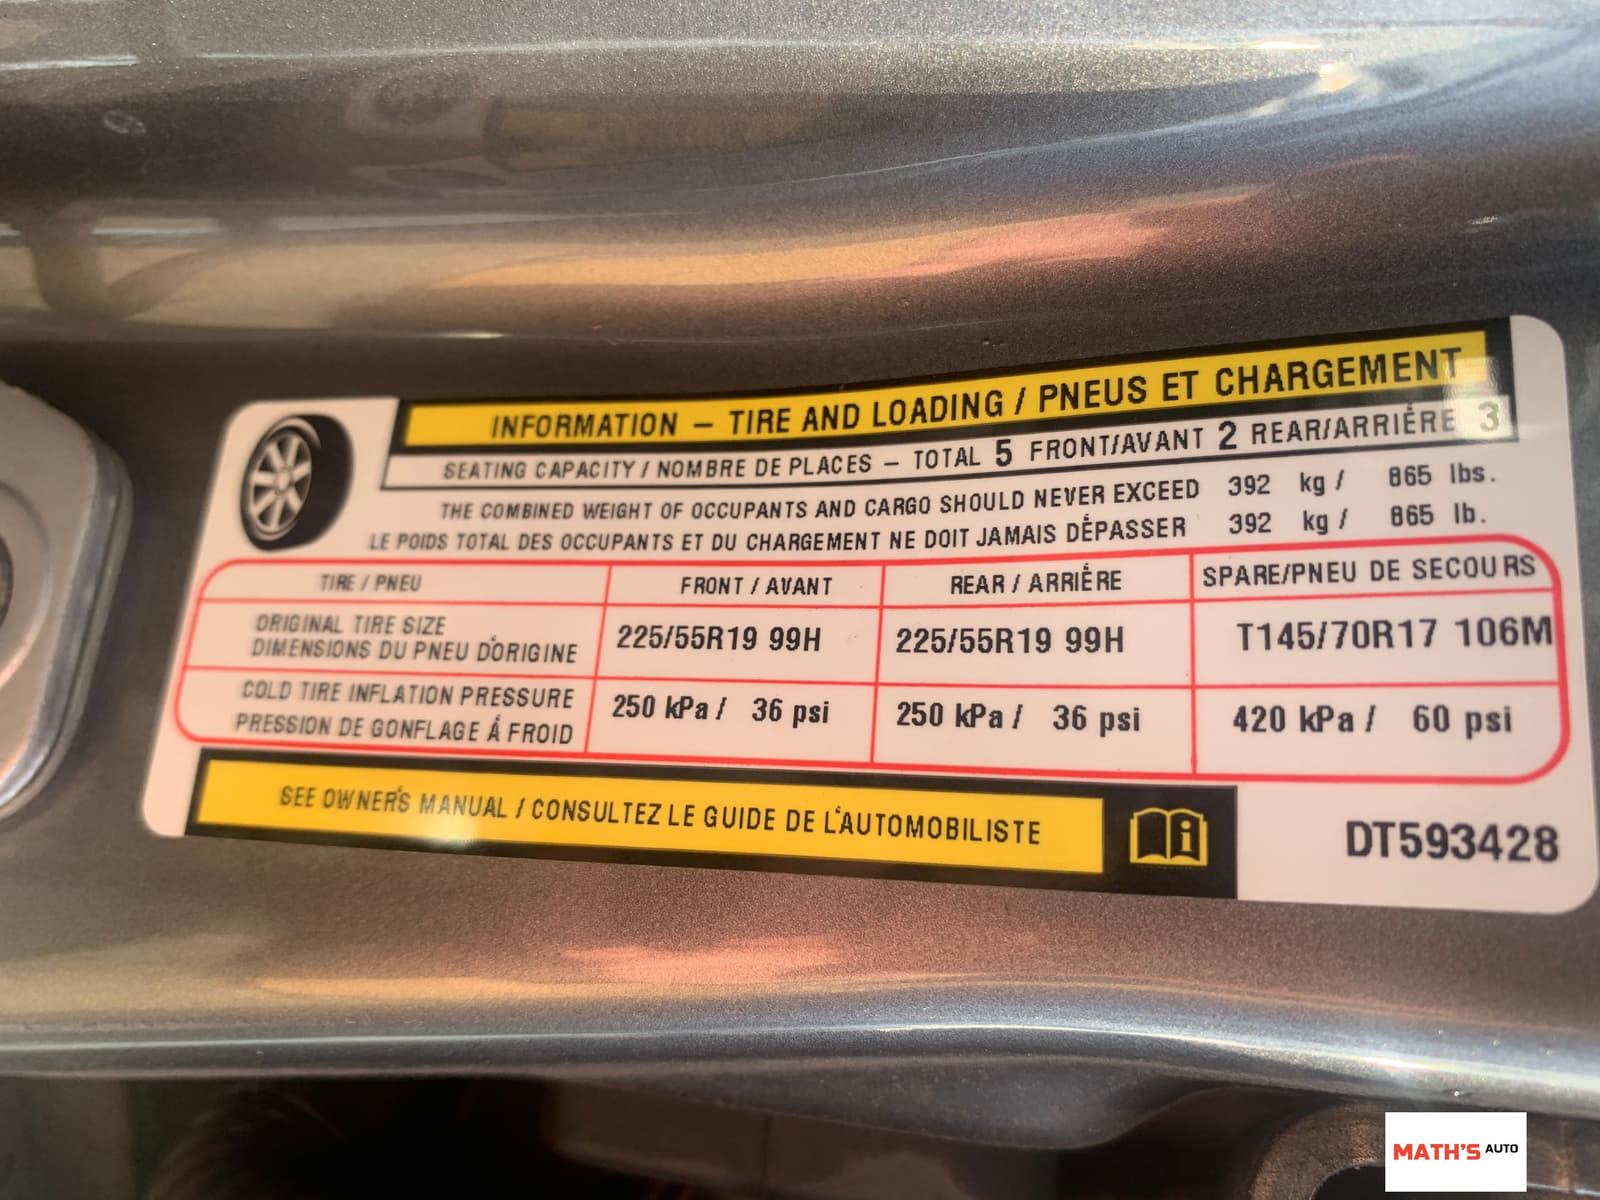 INFORMATION – TIRE AND LOADING / PNEUS ET CHARGEMENT
SEATING CAPACITY / NOMBRE DE PLACES – TOTAL 5 FRONT/AVANT 2 REAR/ARRIÈRE 3
THE COMBINED WEIGHT OF OCCUPANTS AND CARGO SHOULD NEVER EXCEED 392 kg / 865 lbs.
LE POIDS TOTAL DES OCCUPANTS ET DU CHARGEMENT NE DOIT JAMAIS DÉPASSER 392 kg / 865 lb.
TIRE / PNEU FRONT / AVANT REAR / ARRIÈRE SPARE/PNEU DE SECOURS
ORIGINAL TIRE SIZE
DIMENSIONS DU PNEU D'ORIGINE 225/55R19 99H 225/55R19 99H T145/70R17 106M
COLD TIRE INFLATION PRESSURE
PRESSION DE GONFLAGE À FROID 250 kPa / 36 psi 250 kPa / 36 psi 420 kPa / 60 psi
SEE OWNER'S MANUAL / CONSULTEZ LE GUIDE DE L'AUTOMOBILISTE
DT593428
MATH'S AUTO